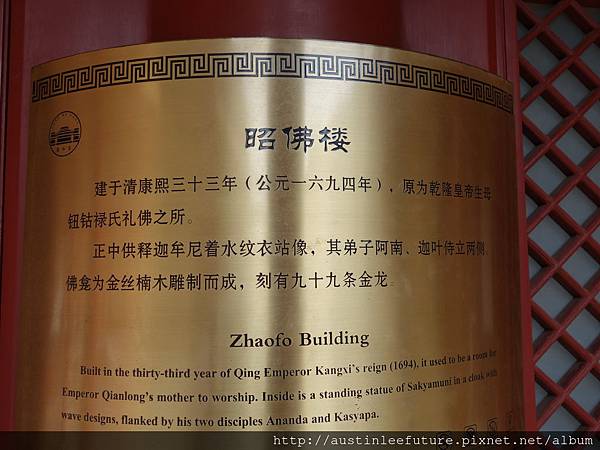 昭佛楼
建于清康熙三十三年（公元一六九四年），原为乾隆皇帝生母
钮钴禄氏礼佛之所。
正中供释迦牟尼着水纹衣站像，其弟子阿南、迦叶侍立两侧，
佛龛为金丝楠木雕制而成，刻有九十九条金龙。
Zhaofo Building
Built in the thirty-third year of Qing Emperor Kangxi's reign (1694), it used to be a room for
Emperor Qianlong's mother to worship. Inside is a standing statue of Sakyamuni in a cloak with
wave designs, flanked by his two disciples Ananda and Kasyapa.
http://austinleefuture.pixnet.net/album